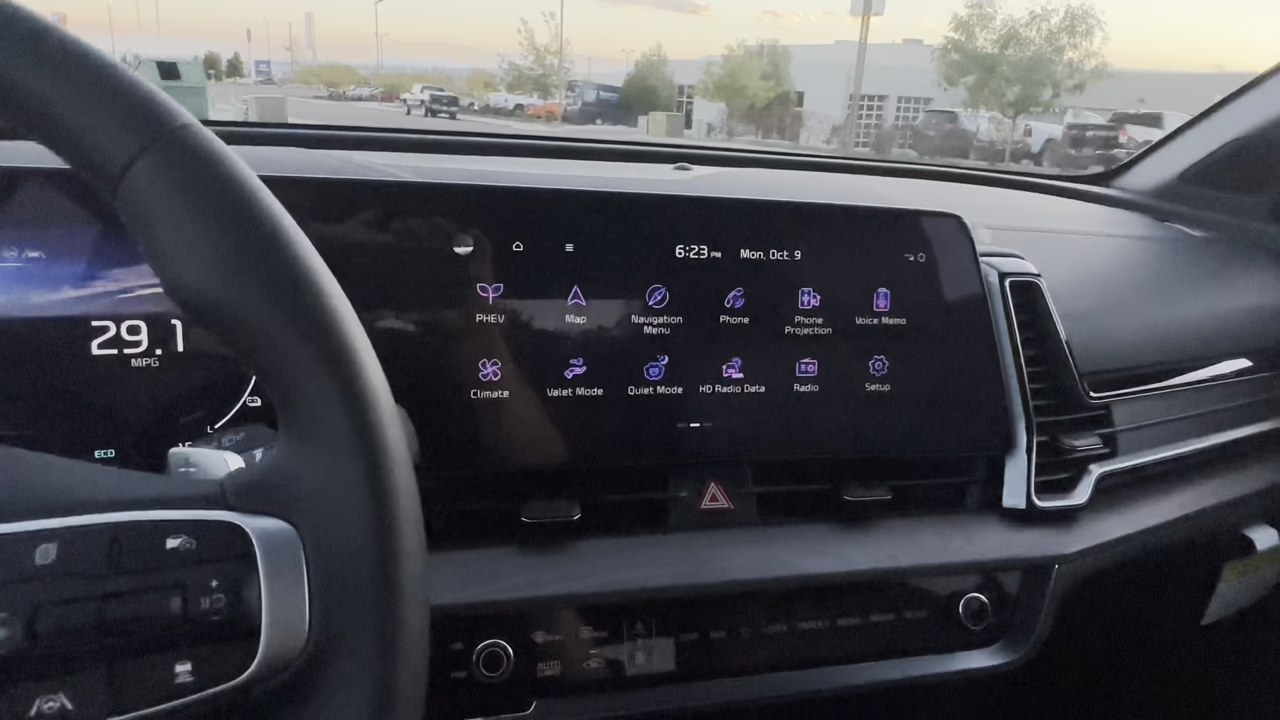 6:23 PM Mon, Oct. 9
PHEV
Map
Navigation
Menu
Phone
Phone
Projection
Voice Memo
Climate
Valet Mode
Quiet Mode
HD Radio Data
Radio
Setup
29.1
MPG
ECO
AUTO